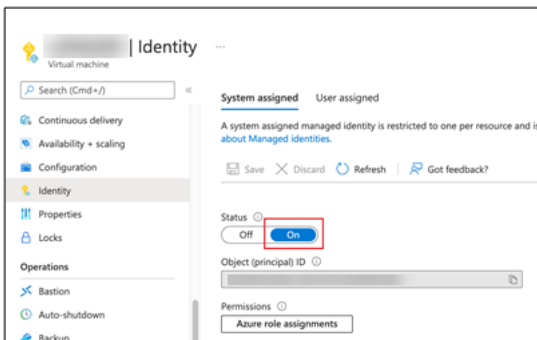 | Identity ...
Virtual machine
Search (Cmd+/)
«
Continuous delivery
Availability + scaling
Configuration
Identity
Properties
Locks
Operations
Bastion
Auto-shutdown
Backup
System assigned User assigned
A system assigned managed identity is restricted to one per resource and is
about Managed identities.
Save Discard Refresh Got feedback?
Status
Off On
Object (principal) ID
Permissions
Azure role assignments